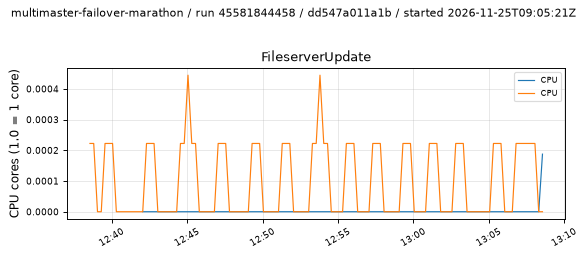 multimaster-failover-marathon / run 45581844458 / dd547a011a1b / started 2026-11-25T09:05:21Z
FileserverUpdate
CPU cores (1.0 = 1 core)
0.0004
0.0003
0.0002
0.0001
0.0000
CPU
CPU
12:40
12:45
12:50
12:55
13:00
13:05
13:10